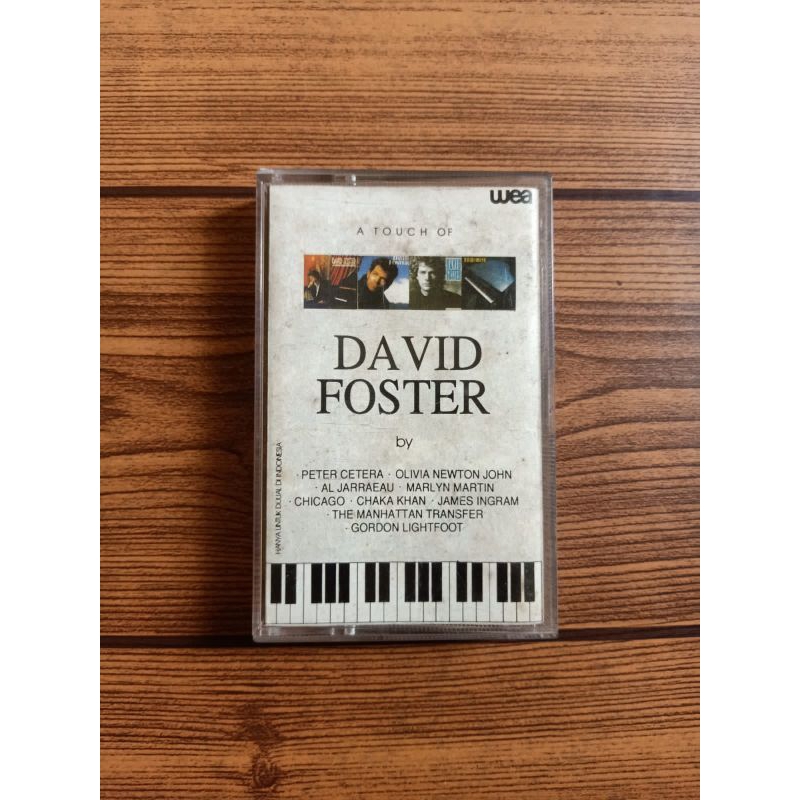 wea
A TOUCH OF
DAVID
FOSTER
by
· PETER CETERA · OLIVIA NEWTON JOHN
· AL JARRAEAU · MARLYN MARTIN
· CHICAGO · CHAKA KHAN · JAMES INGRAM
· THE MANHATTAN TRANSFER
· GORDON LIGHTFOOT
HANYA UNTUK DIJUAL DI INDONESIA